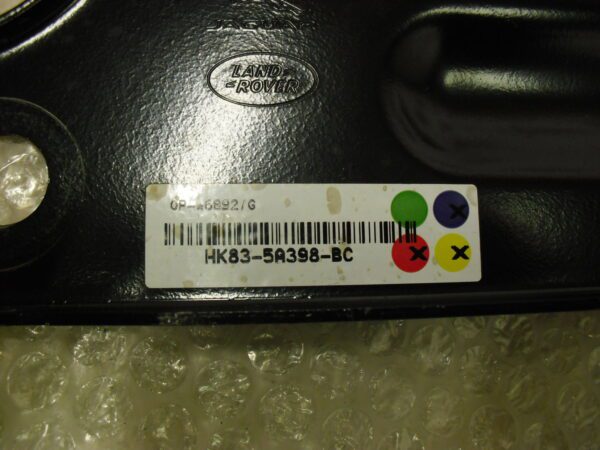 LAND-
-ROVER
HK83-5A398-BC
X
X X